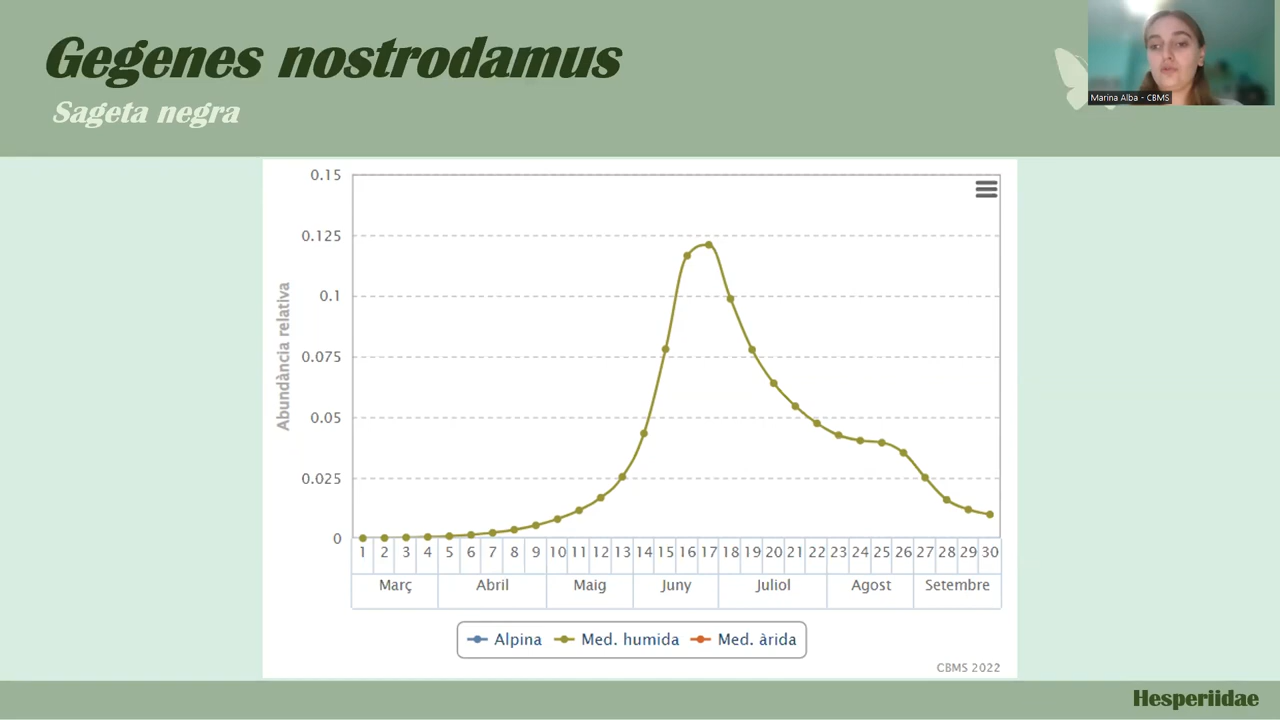 Gegenes nostrodamus
Sageta negra
Marina Alba - CBMS
0.15
0.125
0.1
0.075
0.05
0.025
0
Abundància relativa
1 2 3 4 5 6 7 8 9 10 11 12 13 14 15 16 17 18 19 20 21 22 23 24 25 26 27 28 29 30
Març Abril Maig Juny Juliol Agost Setembre
Alpina Med. humida Med. àrida
CBMS 2022
Hesperiidae